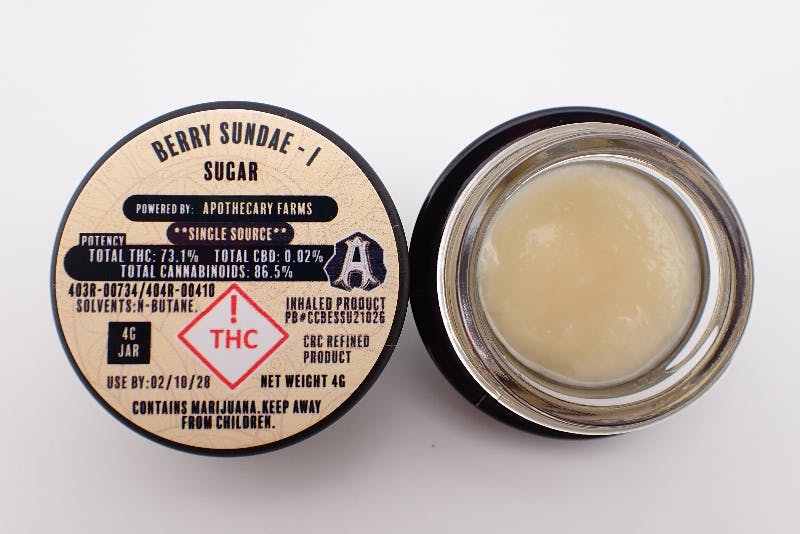 BERRY SUNDAE - I
SUGAR
POWERED BY: APOTHECARY FARMS
**SINGLE SOURCE**
POTENCY
TOTAL THC: 73.1% TOTAL CBD: 0.02%
TOTAL CANNABINOIDS: 86.5%
A
403R-00734/404R-00410
SOLVENTS:N-BUTANE.
INHALED PRODUCT
PB#CCBESSU21026
!
THC
4G
JAR
CRC REFINED
PRODUCT
USE BY:02/10/28
NET WEIGHT 4G
CONTAINS MARIJUANA.KEEP AWAY
FROM CHILDREN.